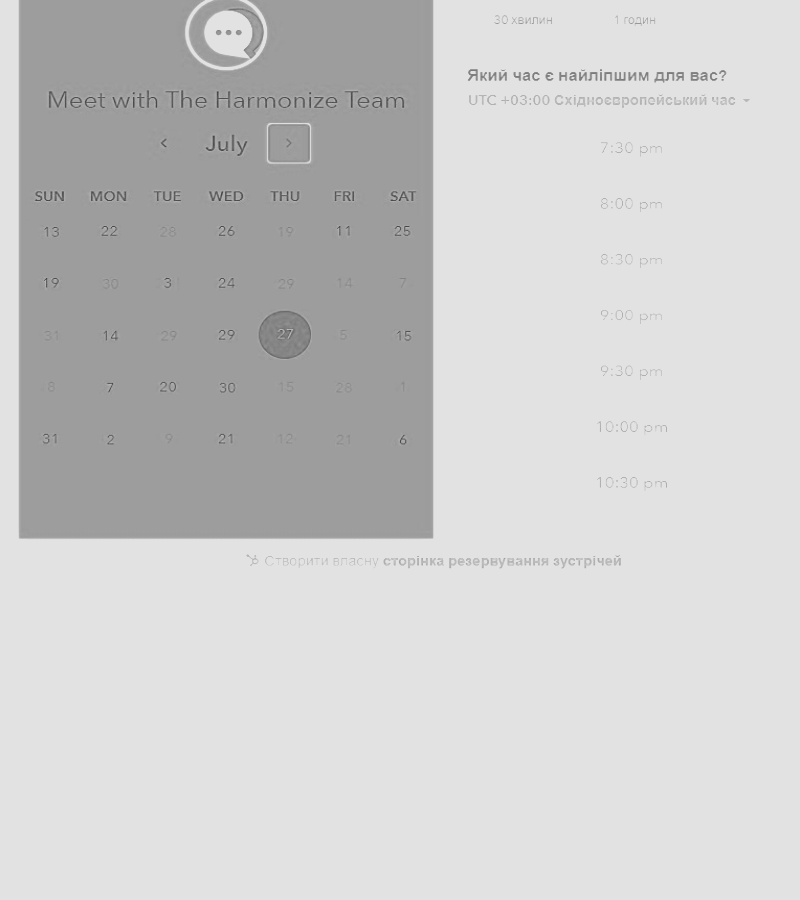 30 хвилин 1 годин
Який час є найліпшим для вас?
UTC +03:00 Східноєвропейський час
Meet with The Harmonize Team
July
SUN MON TUE WED THU FRI SAT
13 22 28 26 19 11 25
19 30 24 29 14 7
31 14 29 29 27 5 15
8 7 20 30 15 28 1
31 2 9 21 12 21 6
7:30 pm
8:00 pm
8:30 pm
9:00 pm
9:30 pm
10:00 pm
10:30 pm
Створити власну сторінка резервування зустрічей